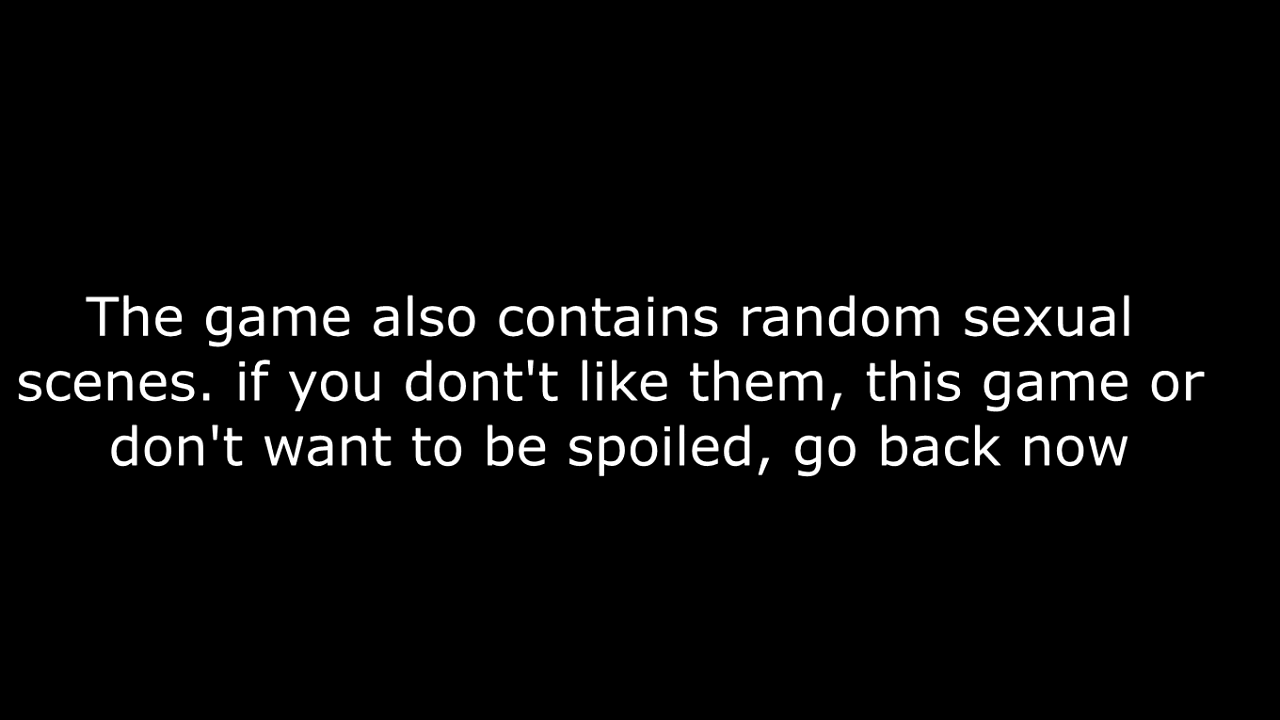 The game also contains random sexual
scenes. if you dont't like them, this game or
don't want to be spoiled, go back now